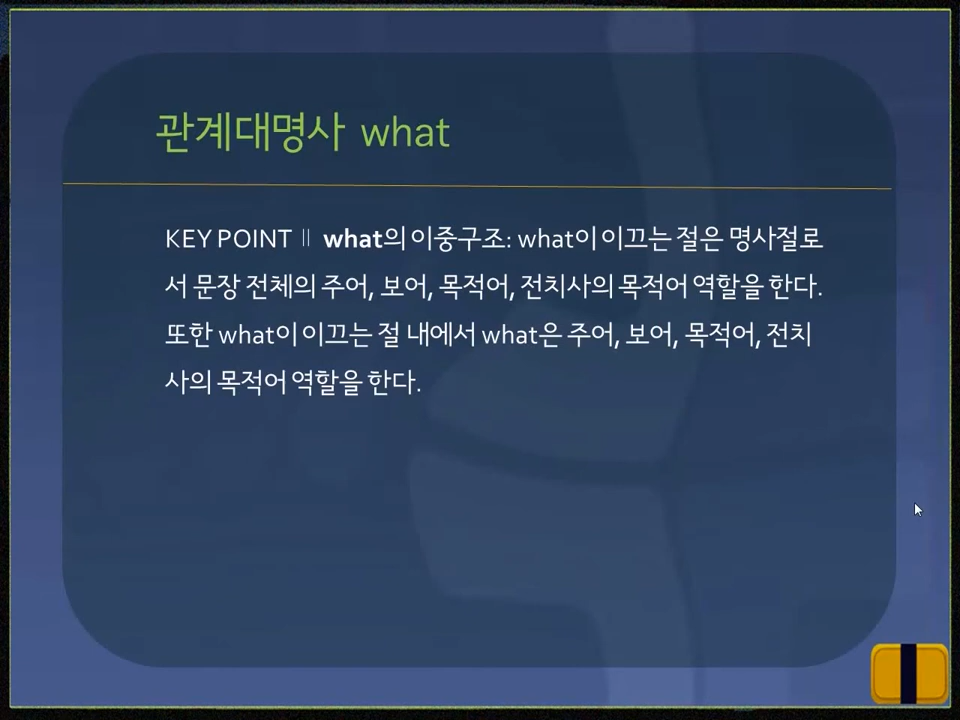 관계대명사 what
KEY POINT Ⅱ what의 이중구조: what이 이끄는 절은 명사절로
서 문장 전체의 주어, 보어, 목적어, 전치사의 목적어 역할을 한다.
또한 what이 이끄는 절 내에서 what은 주어, 보어, 목적어, 전치
사의 목적어 역할을 한다.